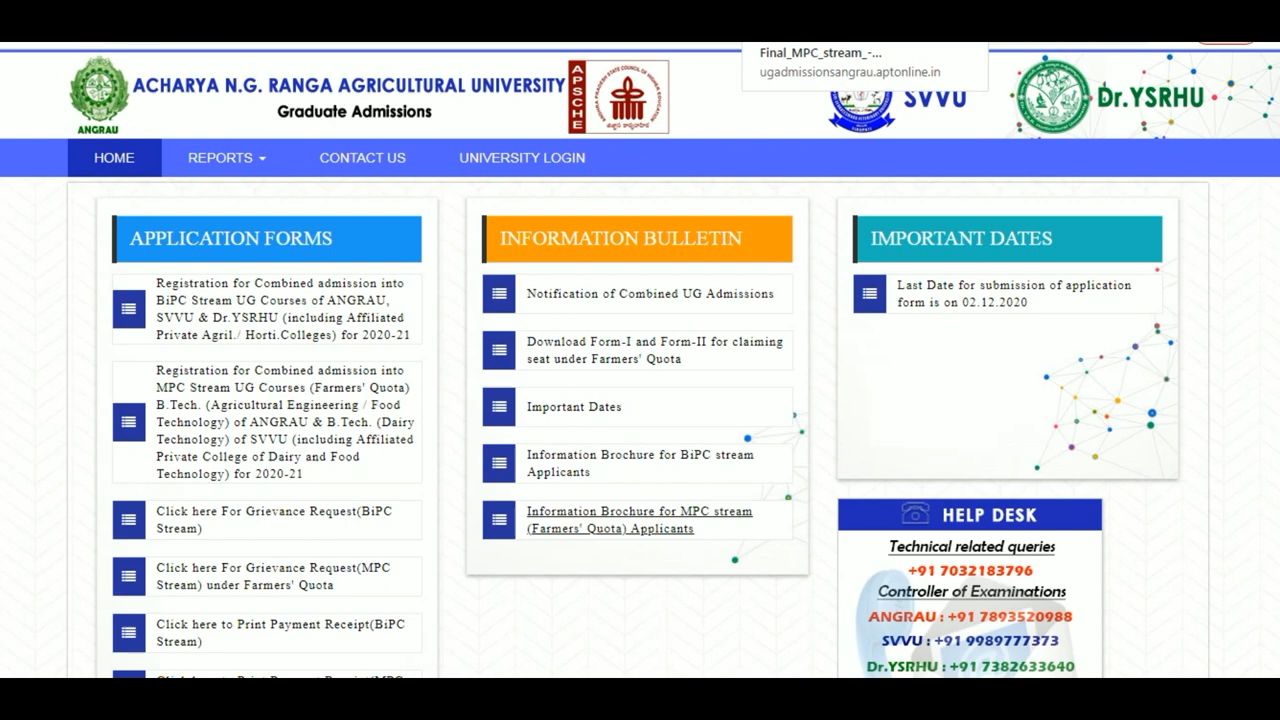 Final_MPC_stream_-...
ugadmissionsangrau.aptonline.in
ACHARYA N.G. RANGA AGRICULTURAL UNIVERSITY
Graduate Admissions
ANGRAU
APSCHE
SVVU
Dr.YSRHU
HOME
REPORTS
CONTACT US
UNIVERSITY LOGIN
APPLICATION FORMS
Registration for Combined admission into
BiPC Stream UG Courses of ANGRAU,
SVVU & Dr.YSRHU (including Affiliated
Private Agril./ Horti.Colleges) for 2020-21
Registration for Combined admission into
MPC Stream UG Courses (Farmers' Quota)
B.Tech. (Agricultural Engineering / Food
Technology) of ANGRAU & B.Tech. (Dairy
Technology) of SVVU (including Affiliated
Private College of Dairy and Food
Technology) for 2020-21
Click here For Grievance Request(BiPC
Stream)
Click here For Grievance Request(MPC
Stream) under Farmers' Quota
Click here to Print Payment Receipt(BiPC
Stream)
INFORMATION BULLETIN
Notification of Combined UG Admissions
Download Form-I and Form-II for claiming
seat under Farmers' Quota
Important Dates
Information Brochure for BiPC stream
Applicants
Information Brochure for MPC stream
(Farmers' Quota) Applicants
IMPORTANT DATES
Last Date for submission of application
form is on 02.12.2020
HELP DESK
Technical related queries
+91 7032183796
Controller of Examinations
ANGRAU : +91 7893520988
SVVU : +91 9989777373
Dr.YSRHU : +91 7382633640